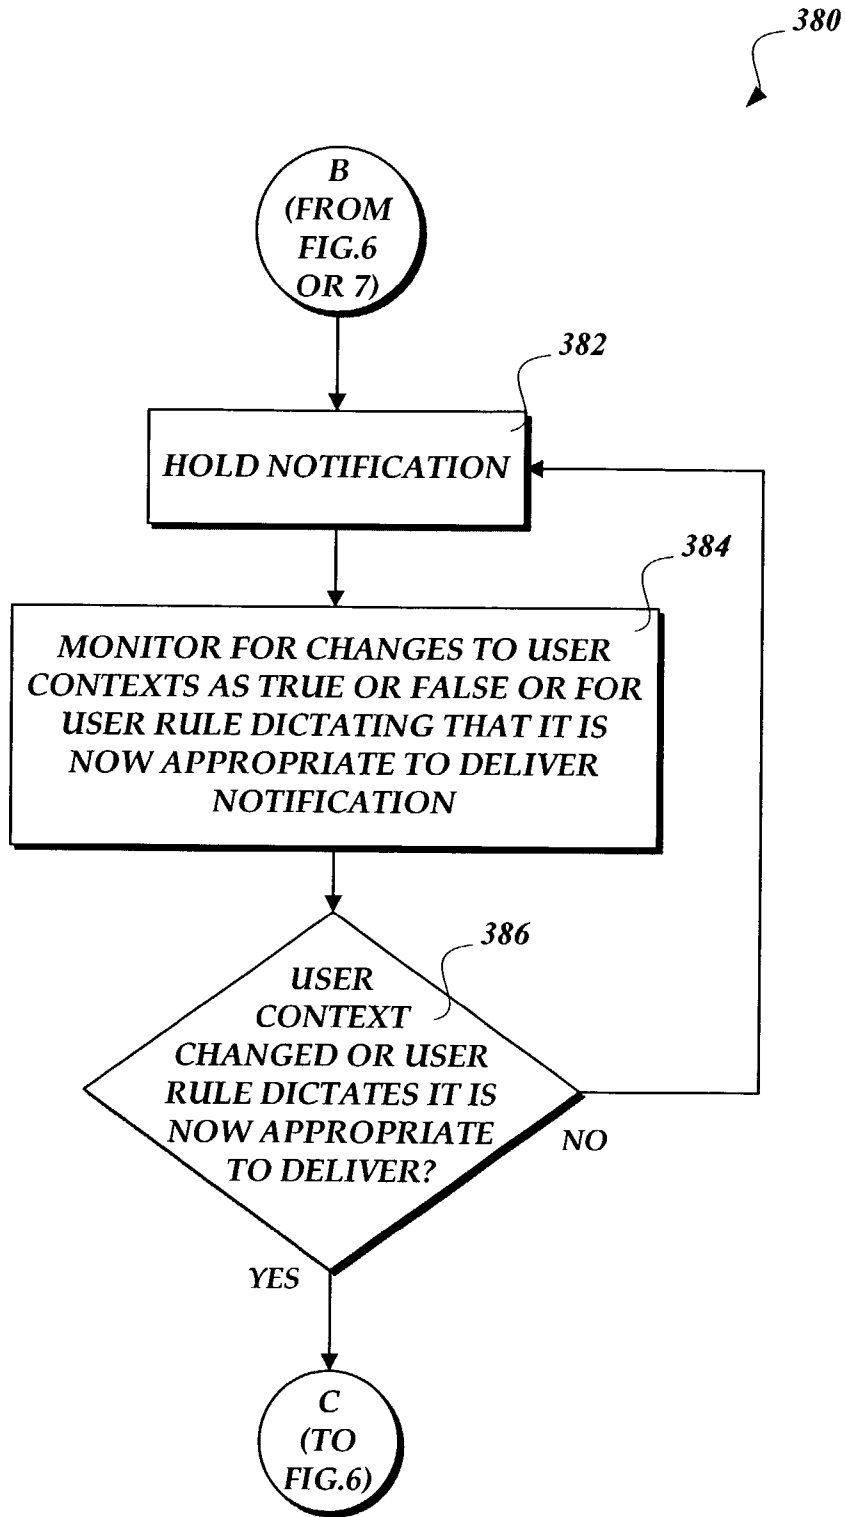 380
B
(FROM
FIG.6
OR 7)
382
HOLD NOTIFICATION
384
MONITOR FOR CHANGES TO USER
CONTEXTS AS TRUE OR FALSE OR FOR
USER RULE DICTATING THAT IT IS
NOW APPROPRIATE TO DELIVER
NOTIFICATION
386
USER
CONTEXT
CHANGED OR USER
RULE DICTATES IT IS
NOW APPROPRIATE
TO DELIVER?
NO
YES
C
(TO
FIG.6)